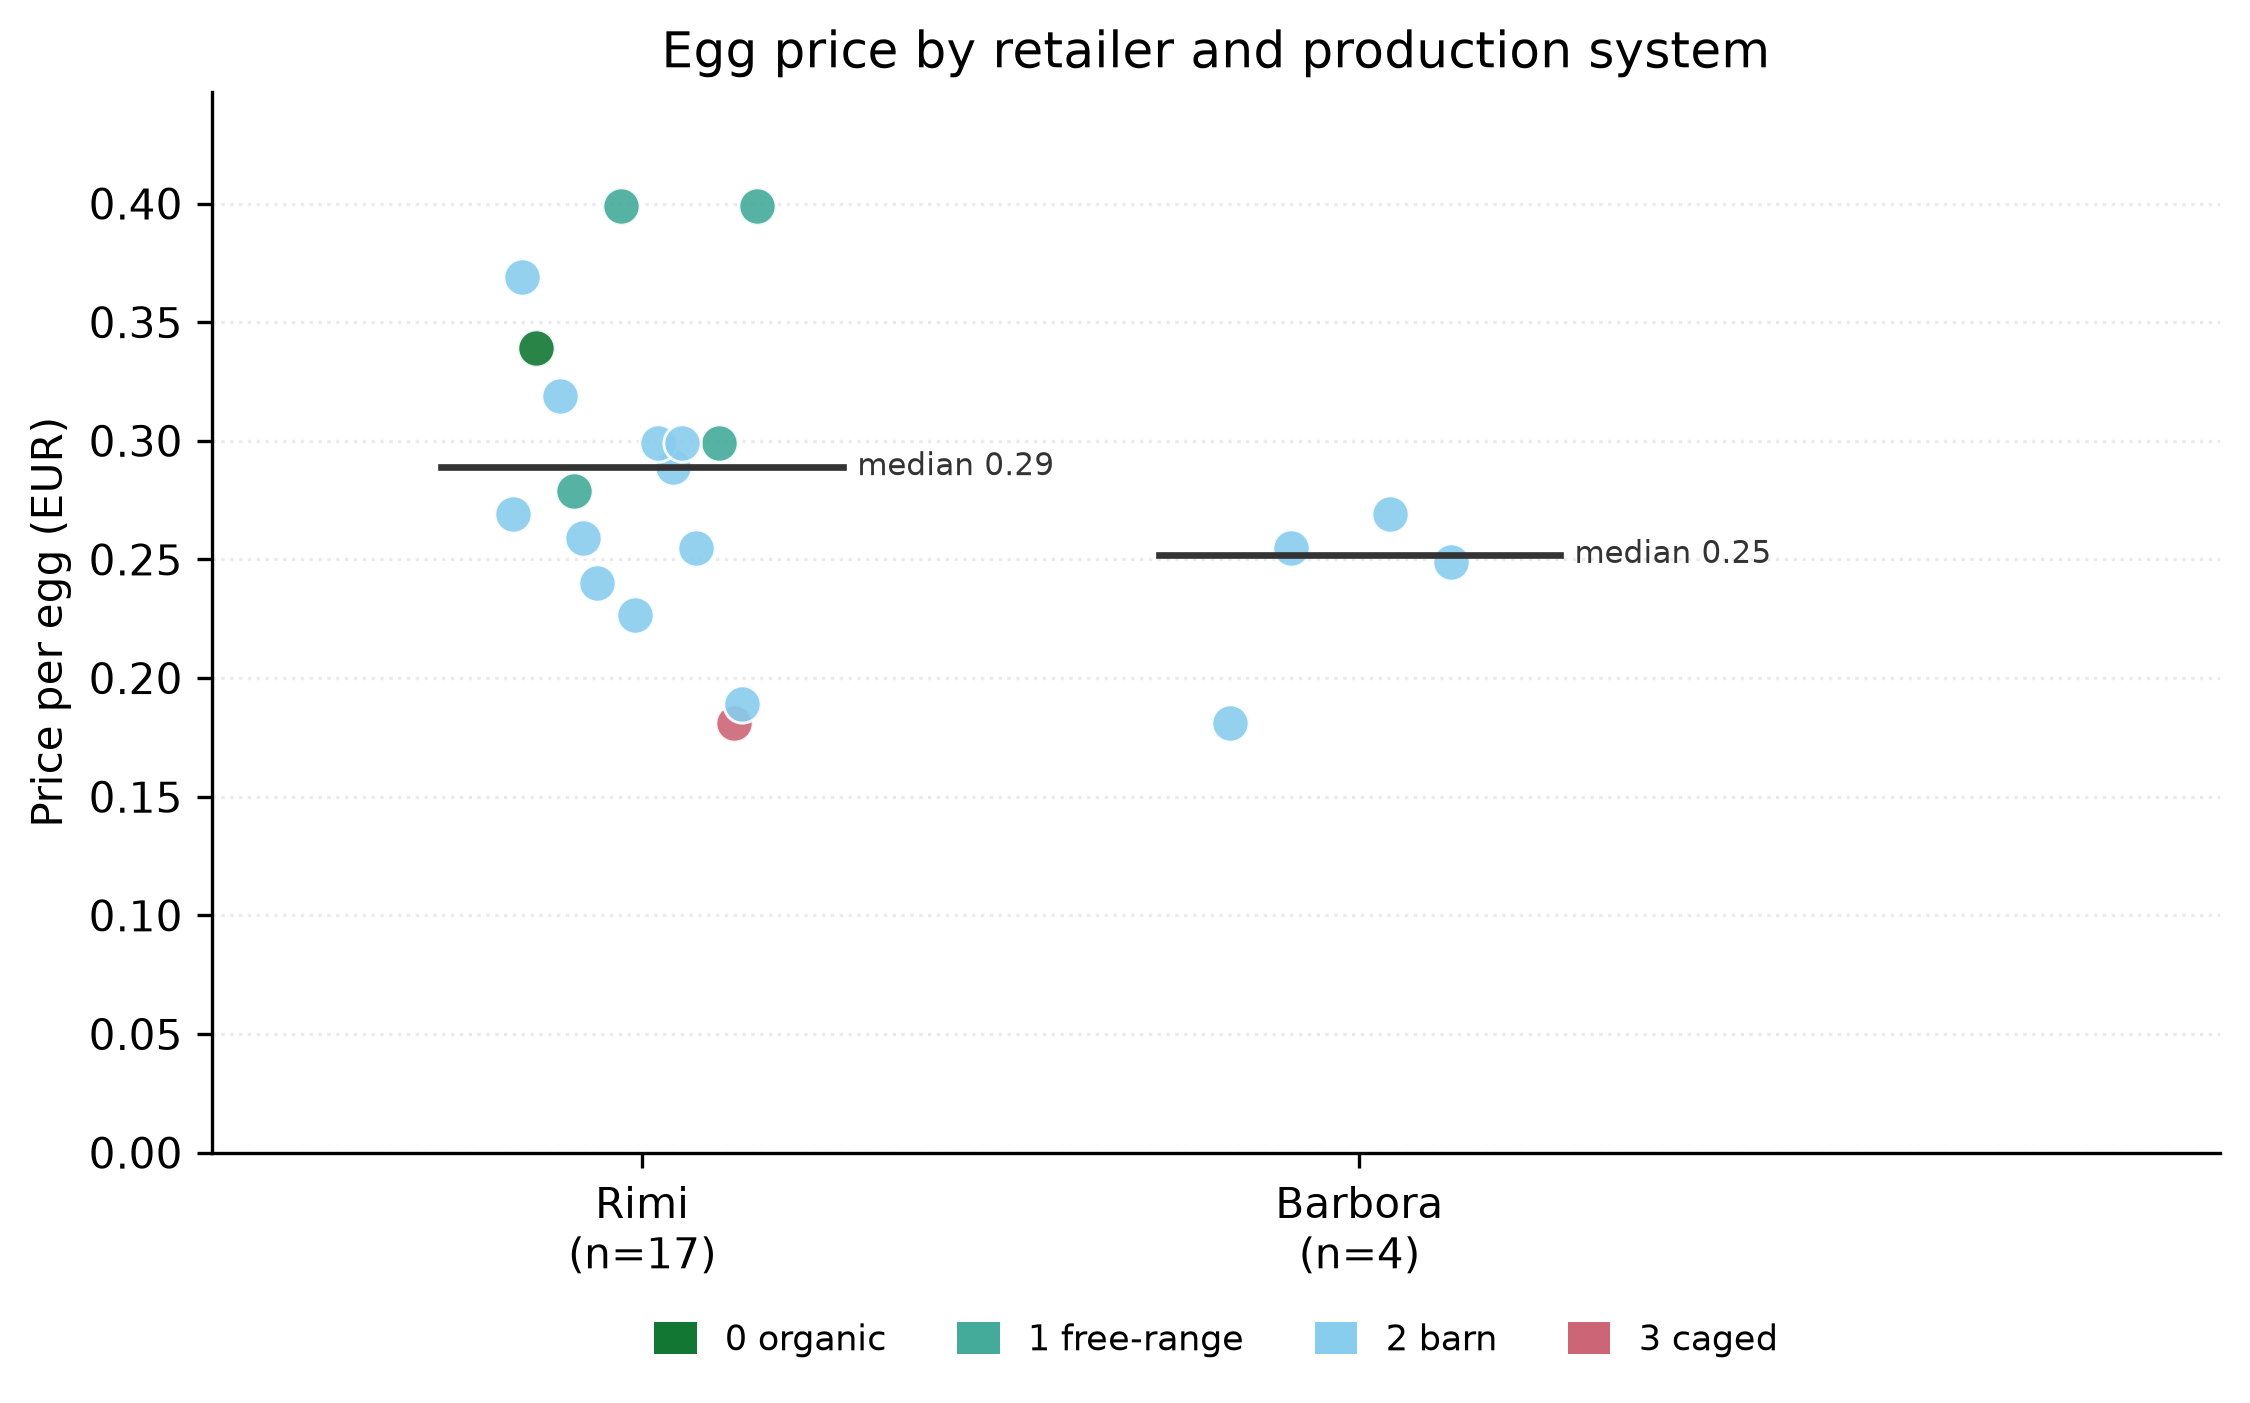 Egg price by retailer and production system
Price per egg (EUR)
0.40
0.35
0.30
0.25
0.20
0.15
0.10
0.05
0.00
median 0.29
median 0.25
Rimi
(n=17)
Barbora
(n=4)
0 organic
1 free-range
2 barn
3 caged